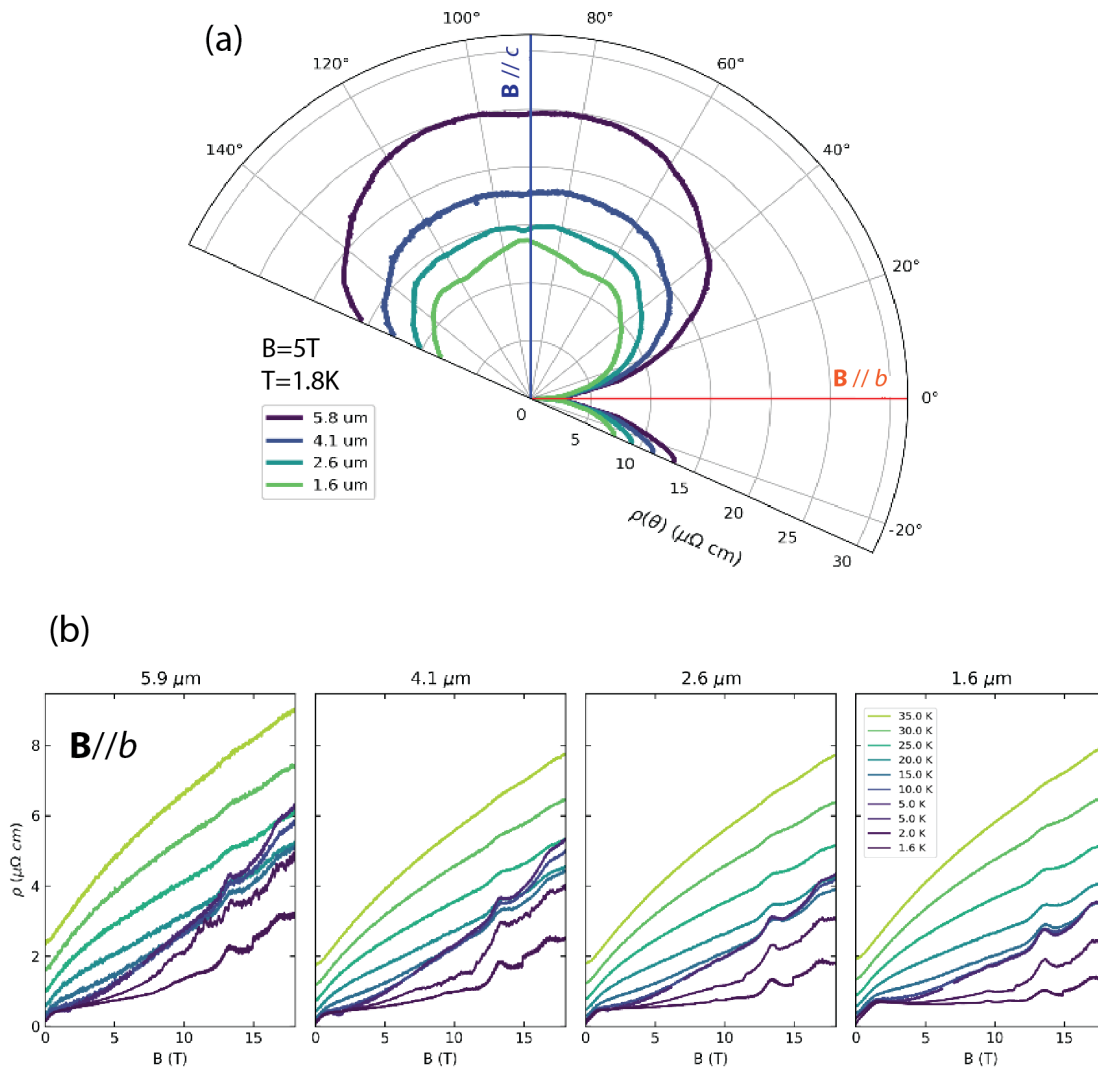 (a)
100°
80°
120°
60°
140°
40°
20°
0°
-20°
B // c
B // b
B=5T
T=1.8K
5.8 um
4.1 um
2.6 um
1.6 um
0
5
10
15
20
25
30
ρ(θ) (μΩ cm)
(b)
5.9 μm
4.1 μm
2.6 μm
1.6 μm
B//b
35.0 K
30.0 K
25.0 K
20.0 K
15.0 K
10.0 K
5.0 K
5.0 K
2.0 K
1.6 K
ρ (μΩ cm)
8
6
4
2
0
0 5 10 15
0 5 10 15
0 5 10 15
0 5 10 15
B (T)
B (T)
B (T)
B (T)